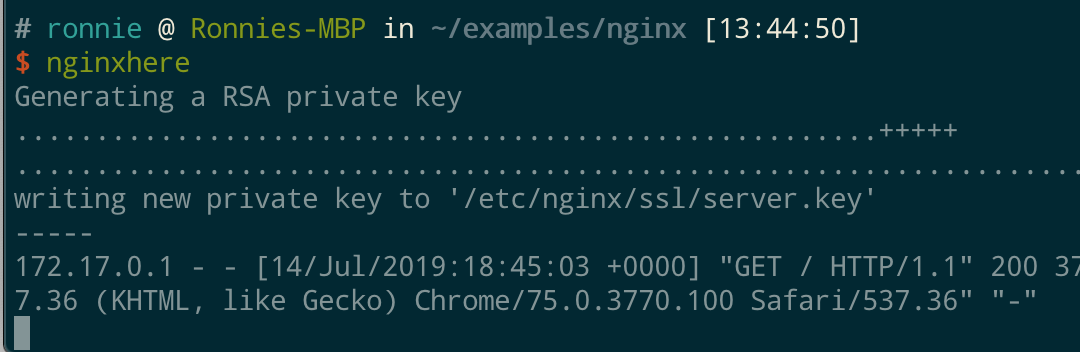 # ronnie @ Ronnies-MBP in ~/examples/nginx [13:44:50]
$ nginxhere
Generating a RSA private key
......................................................+++++
...................................................................
writing new private key to '/etc/nginx/ssl/server.key'
-----
172.17.0.1 - - [14/Jul/2019:18:45:03 +0000] "GET / HTTP/1.1" 200 37
7.36 (KHTML, like Gecko) Chrome/75.0.3770.100 Safari/537.36" "-"